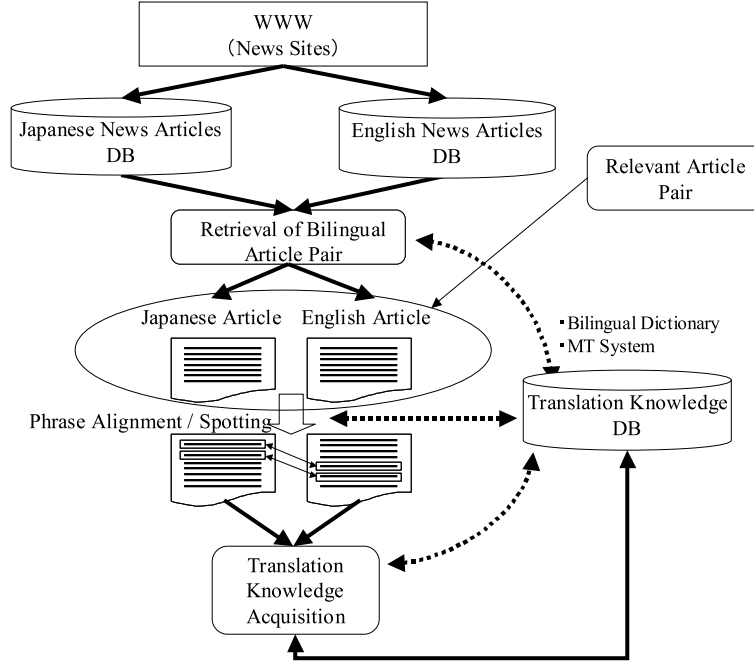 WWW
（News Sites）
Japanese News Articles
DB
English News Articles
DB
Relevant Article
Pair
Retrieval of Bilingual
Article Pair
Japanese Article
English Article
・Bilingual Dictionary
・MT System
Translation Knowledge
DB
Phrase Alignment / Spotting
Translation
Knowledge
Acquisition